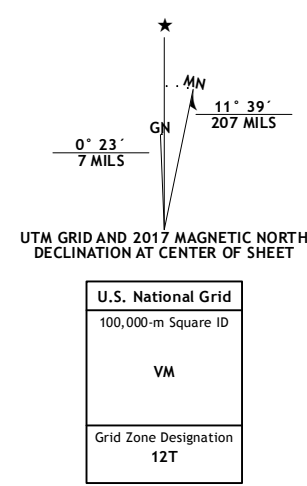 MN
GN
11° 39´
207 MILS
0° 23´
7 MILS
UTM GRID AND 2017 MAGNETIC NORTH
DECLINATION AT CENTER OF SHEET
U.S. National Grid
100,000-m Square ID
VM
Grid Zone Designation
12T